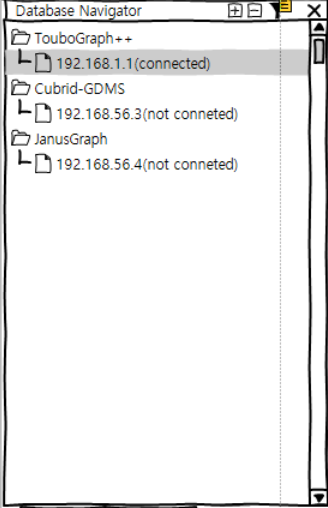 Database Navigator
TouboGraph++
192.168.1.1(connected)
Cubrid-GDMS
192.168.56.3(not conneted)
JanusGraph
192.168.56.4(not conneted)